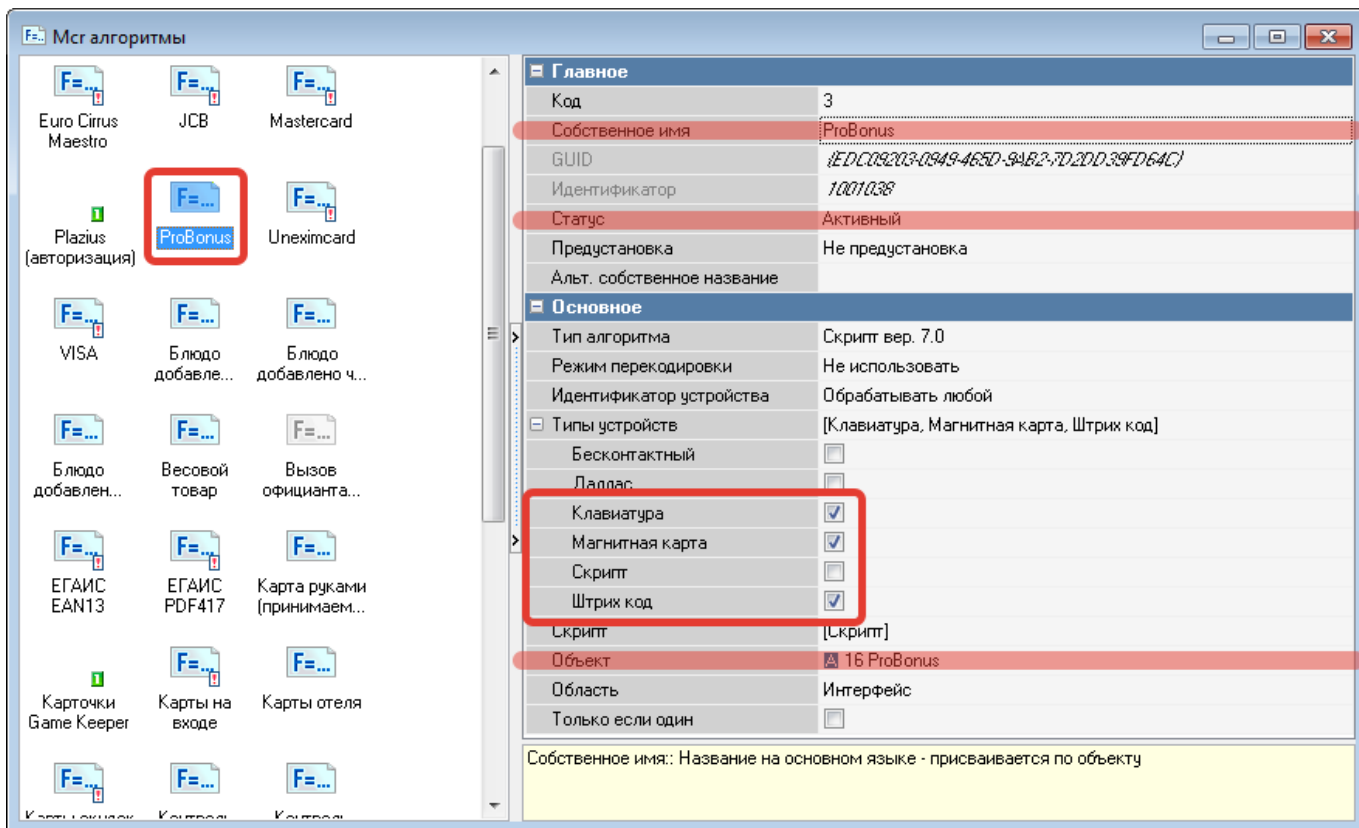 Mcr алгоритмы
Euro Cirrus Maestro
JCB
Mastercard
Plazius (авторизация)
ProBonus
Uneximcard
VISA
Блюдо добавле...
Блюдо добавлено ч...
Блюдо добавлен...
Весовой товар
Вызов официанта...
ЕГАИС EAN13
ЕГАИС PDF417
Карта руками (принимаем...
Карточки Game Keeper
Карты на входе
Карты отеля
Главное
Код 3
Собственное имя ProBonus
GUID {EDC09203-0949-465D-9AB2-7D2DD39FD64C}
Идентификатор 1001038
Статус Активный
Предустановка Не предустановка
Альт. собственное название
Основное
Тип алгоритма Скрипт вер. 7.0
Режим перекодировки Не использовать
Идентификатор устройства Обрабатывать любой
Типы устройств [Клавиатура, Магнитная карта, Штрих код]
Бесконтактный
Даллас
Клавиатура
Магнитная карта
Скрипт
Штрих код
Скрипт [Скрипт]
Объект 16 ProBonus
Область Интерфейс
Только если один
Собственное имя:: Название на основном языке - присваивается по объекту